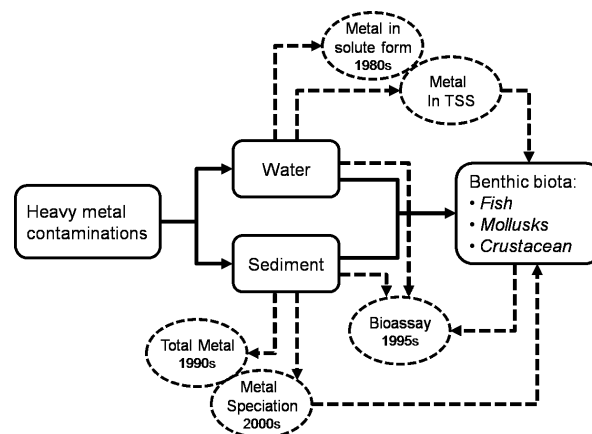 Metal in
solute form
1980s
Metal
In TSS
Water
Heavy metal
contaminations
Benthic biota:
• Fish
• Mollusks
• Crustacean
Sediment
Bioassay
1995s
Total Metal
1990s
Metal
Speciation
2000s